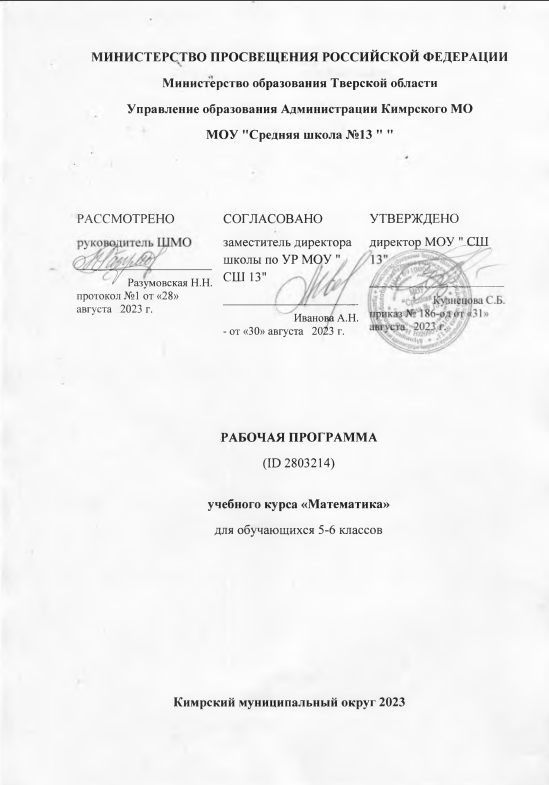 МИНИСТЕРСТВО ПРОСВЕЩЕНИЯ РОССИЙСКОЙ ФЕДЕРАЦИИ
Министерство образования Тверской области
Управление образования Администрации Кимрского МО
МОУ "Средняя школа №13 " "
РАССМОТРЕНО
руководитель ШМО
Разумовская Н.Н.
протокол №1 от «28»
августа 2023 г.
СОГЛАСОВАНО
заместитель директора
школы по УР МОУ "
СШ 13"
Иванова А.Н.
- от «30» августа 2023 г.
УТВЕРЖДЕНО
директор МОУ " СШ
13"
Кузнецова С.Б.
приказ № 186-од от «31»
августа 2023 г.
РАБОЧАЯ ПРОГРАММА
(ID 2803214)
учебного курса «Математика»
для обучающихся 5-6 классов
Кимрский муниципальный округ 2023